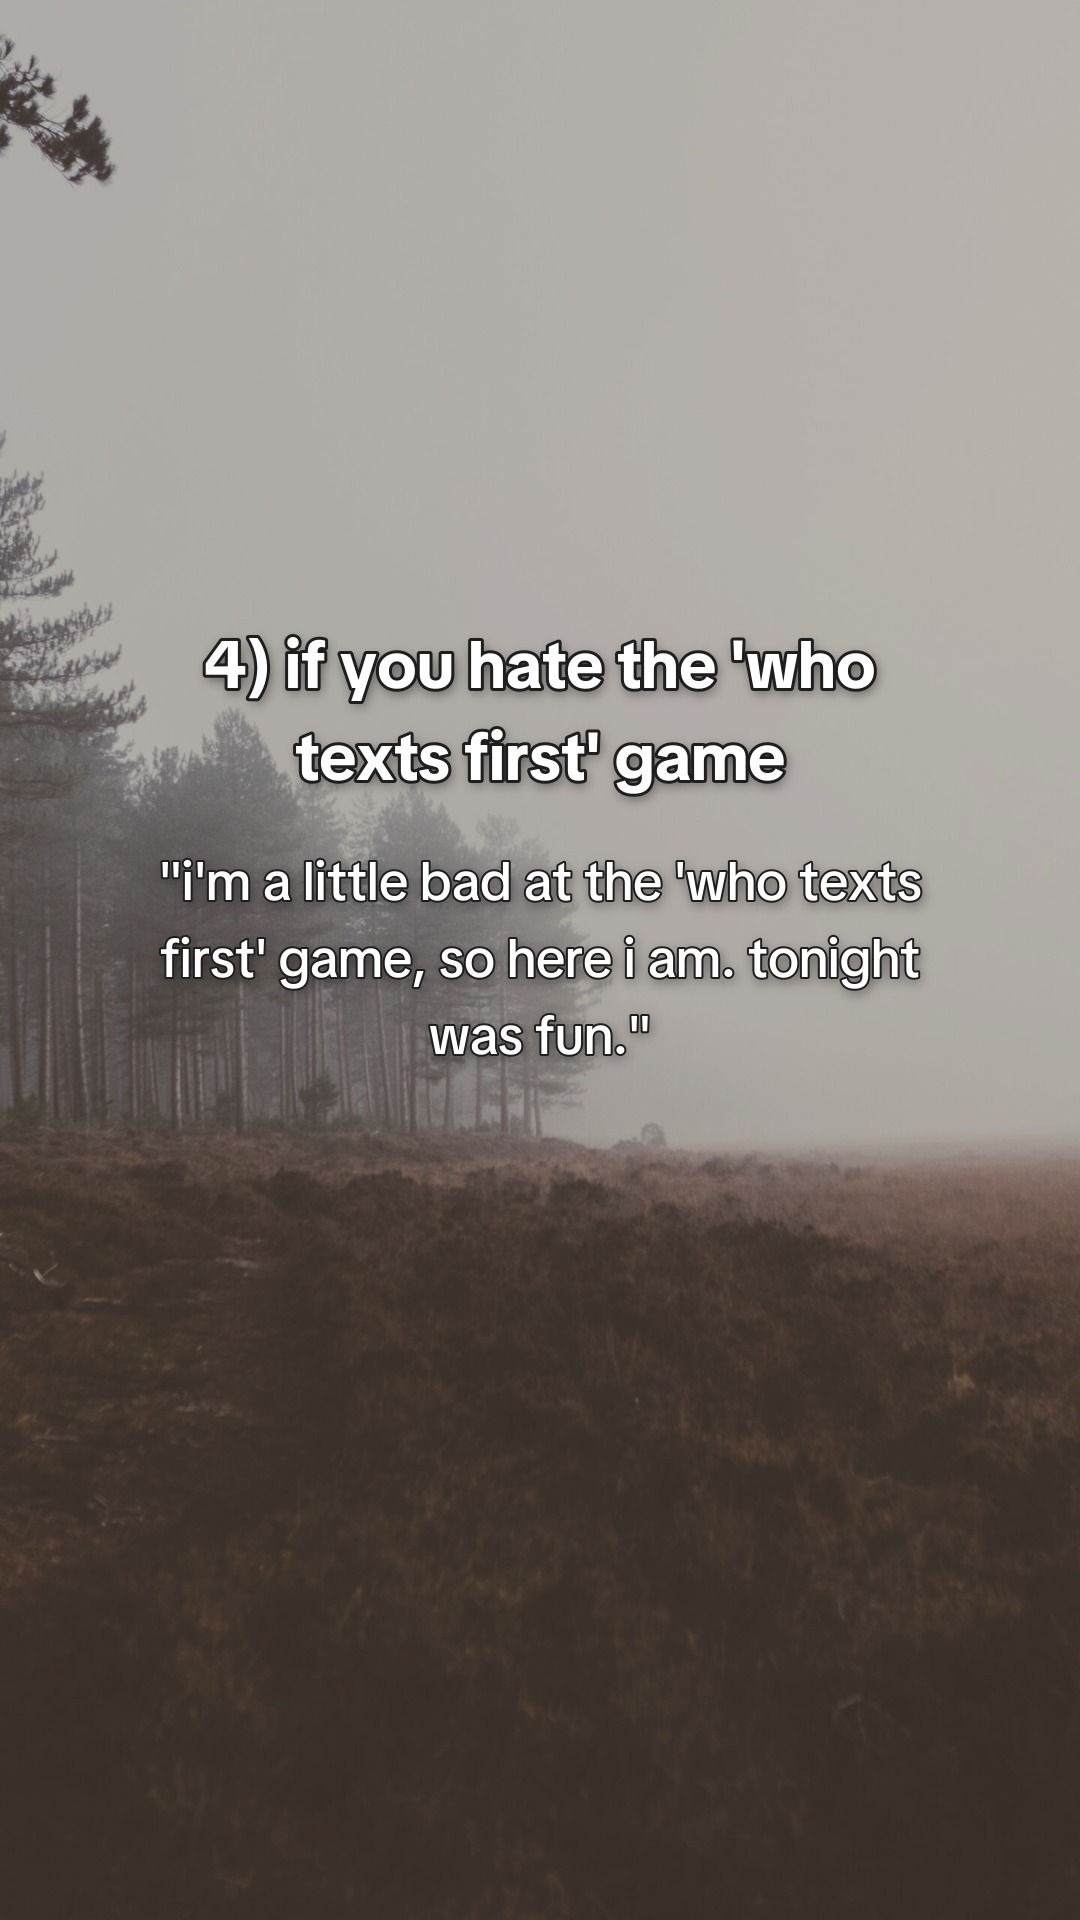 4) if you hate the 'who
texts first' game
"i'm a little bad at the 'who texts
first' game, so here i am. tonight
was fun."